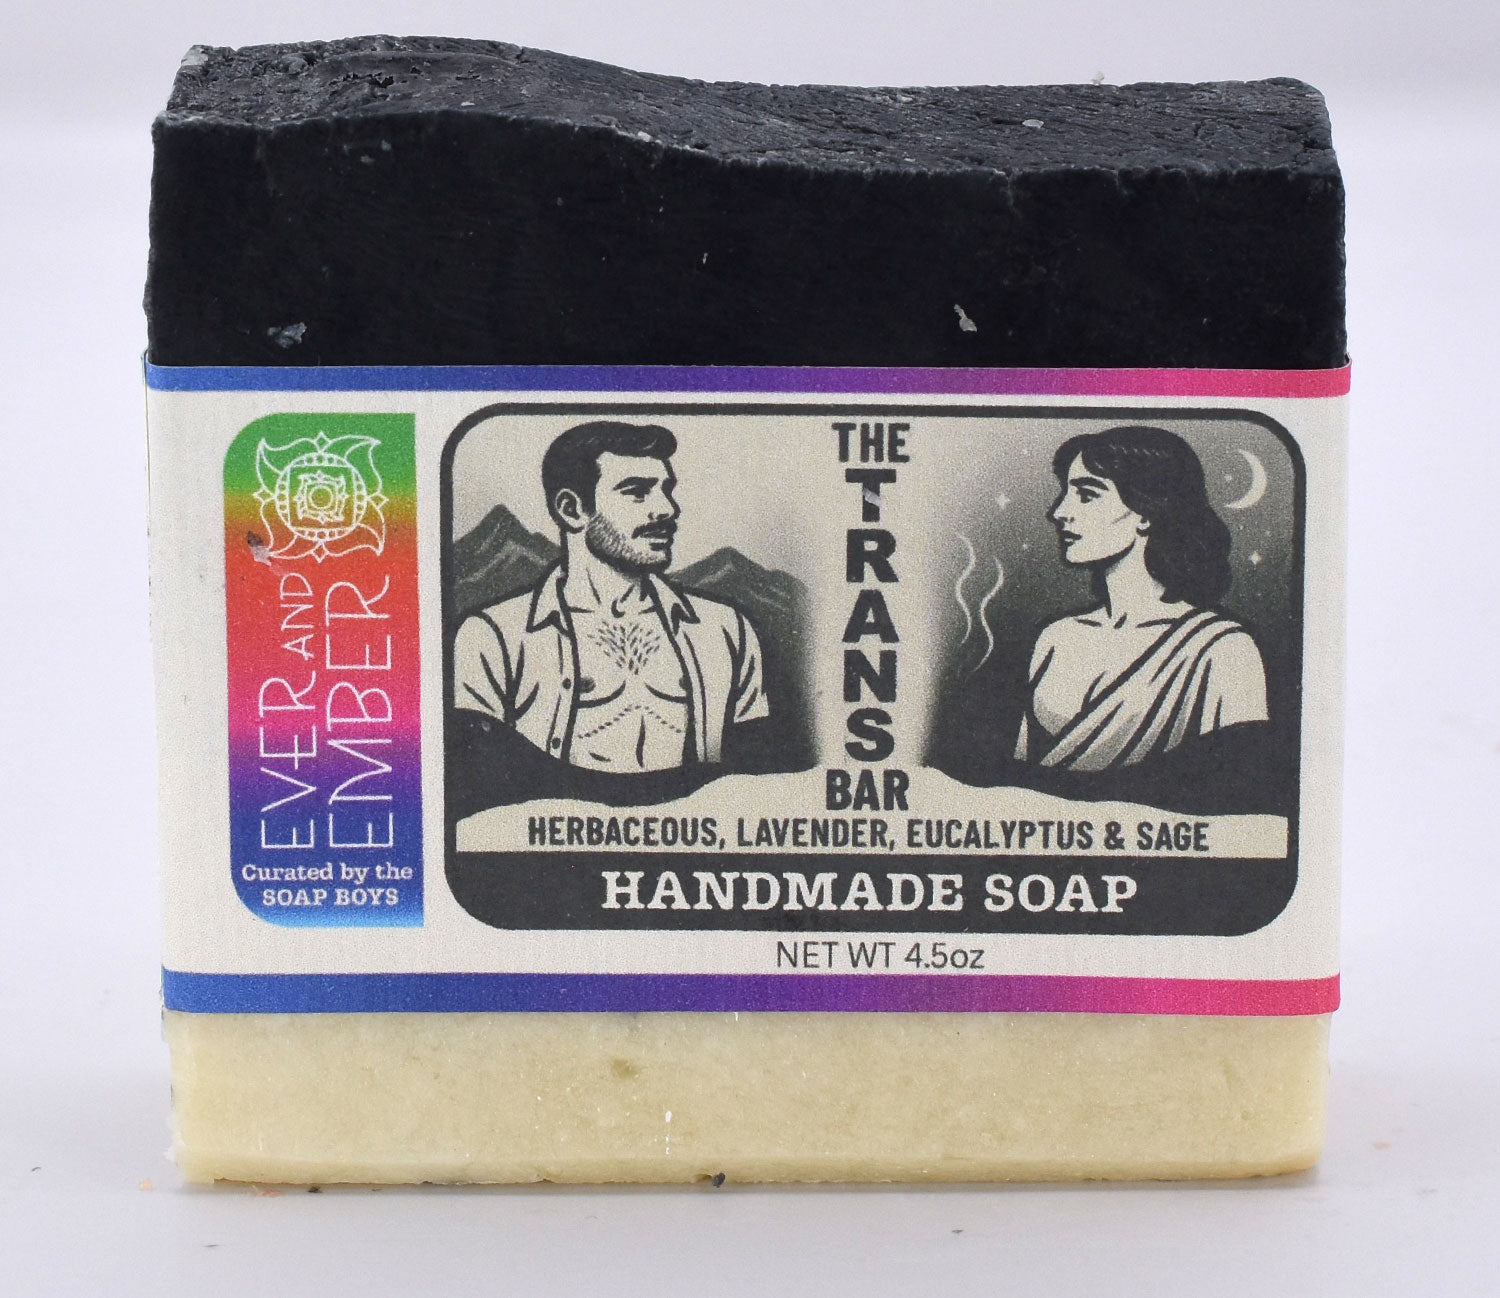 EVER AND
EMBER
Curated by the
SOAP BOYS
THE
TRANS
BAR
HERBACEOUS, LAVENDER, EUCALYPTUS & SAGE
HANDMADE SOAP
NET WT 4.5oz